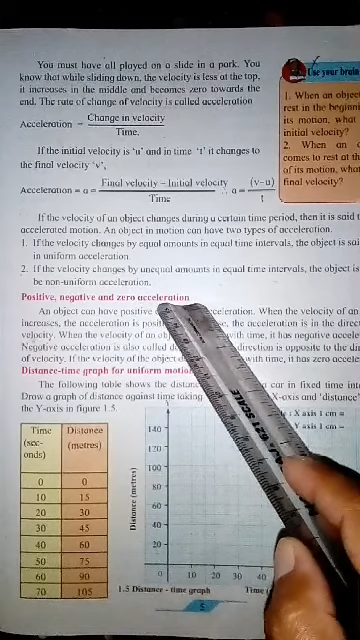 You must have all played on a slide in a park. You
know that while sliding down, the velocity is less at the top,
it increases in the middle and becomes zero towards the
end. The rate of change of velocity is called acceleration
Acceleration = Change in velocity
Time.
If the initial velocity is 'u' and in time 't' it changes to
the final velocity 'v',
Acceleration = a = Final velocity – Initial velocity ∴ a = (v-u)
Time t
If the velocity of an object changes during a certain time period, then it is said t
accelerated motion. An object in motion can have two types of acceleration.
1. If the velocity changes by equal amounts in equal time intervals, the object is sai
in uniform acceleration.
2. If the velocity changes by unequal amounts in equal time intervals, the object is
be non-uniform acceleration.
Positive, negative and zero acceleration
An object can have positive celeration. When the velocity of an
increases, the acceleration is positi e, the acceleration is in the direc
velocity. When the velocity of an ob with time, it has negative accele
Negative acceleration is also called d direction is opposite to the di
of velocity. If the velocity of the object d with time, it has zero accele
Distance-time graph for uniform motio
The following table shows the distanc a car in fixed time int
Draw a graph of distance against time taking X-axis and 'distance'
the Y-axis in figure 1.5.
Use your brain
1. When an object
rest in the beginni
its motion, what
initial velocity?
2. When an
comes to rest at th
of its motion, what
final velocity?
Time
(sec-
onds)
Distance
(metres)
0 0
10 15
20 30
30 45
40 60
50 75
60 90
70 105
: X axis 1 cm =
Y axis 1 cm =
Distance (metres)
140
120
100
80
60
40
20
0 10 20 30 40
1.5 Distance - time graph
Time (
5
SCALE